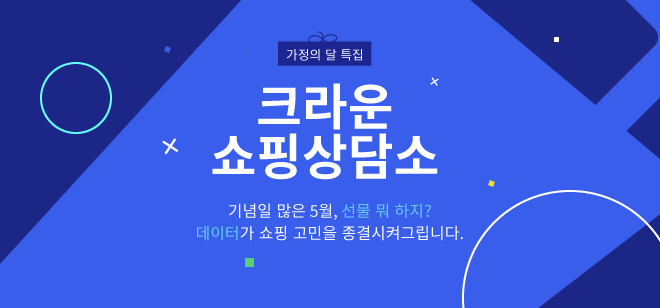 가정의 달 특집
크라운
쇼핑상담소
기념일 많은 5월, 선물 뭐 하지?
데이터가 쇼핑 고민을 종결시켜그립니다.